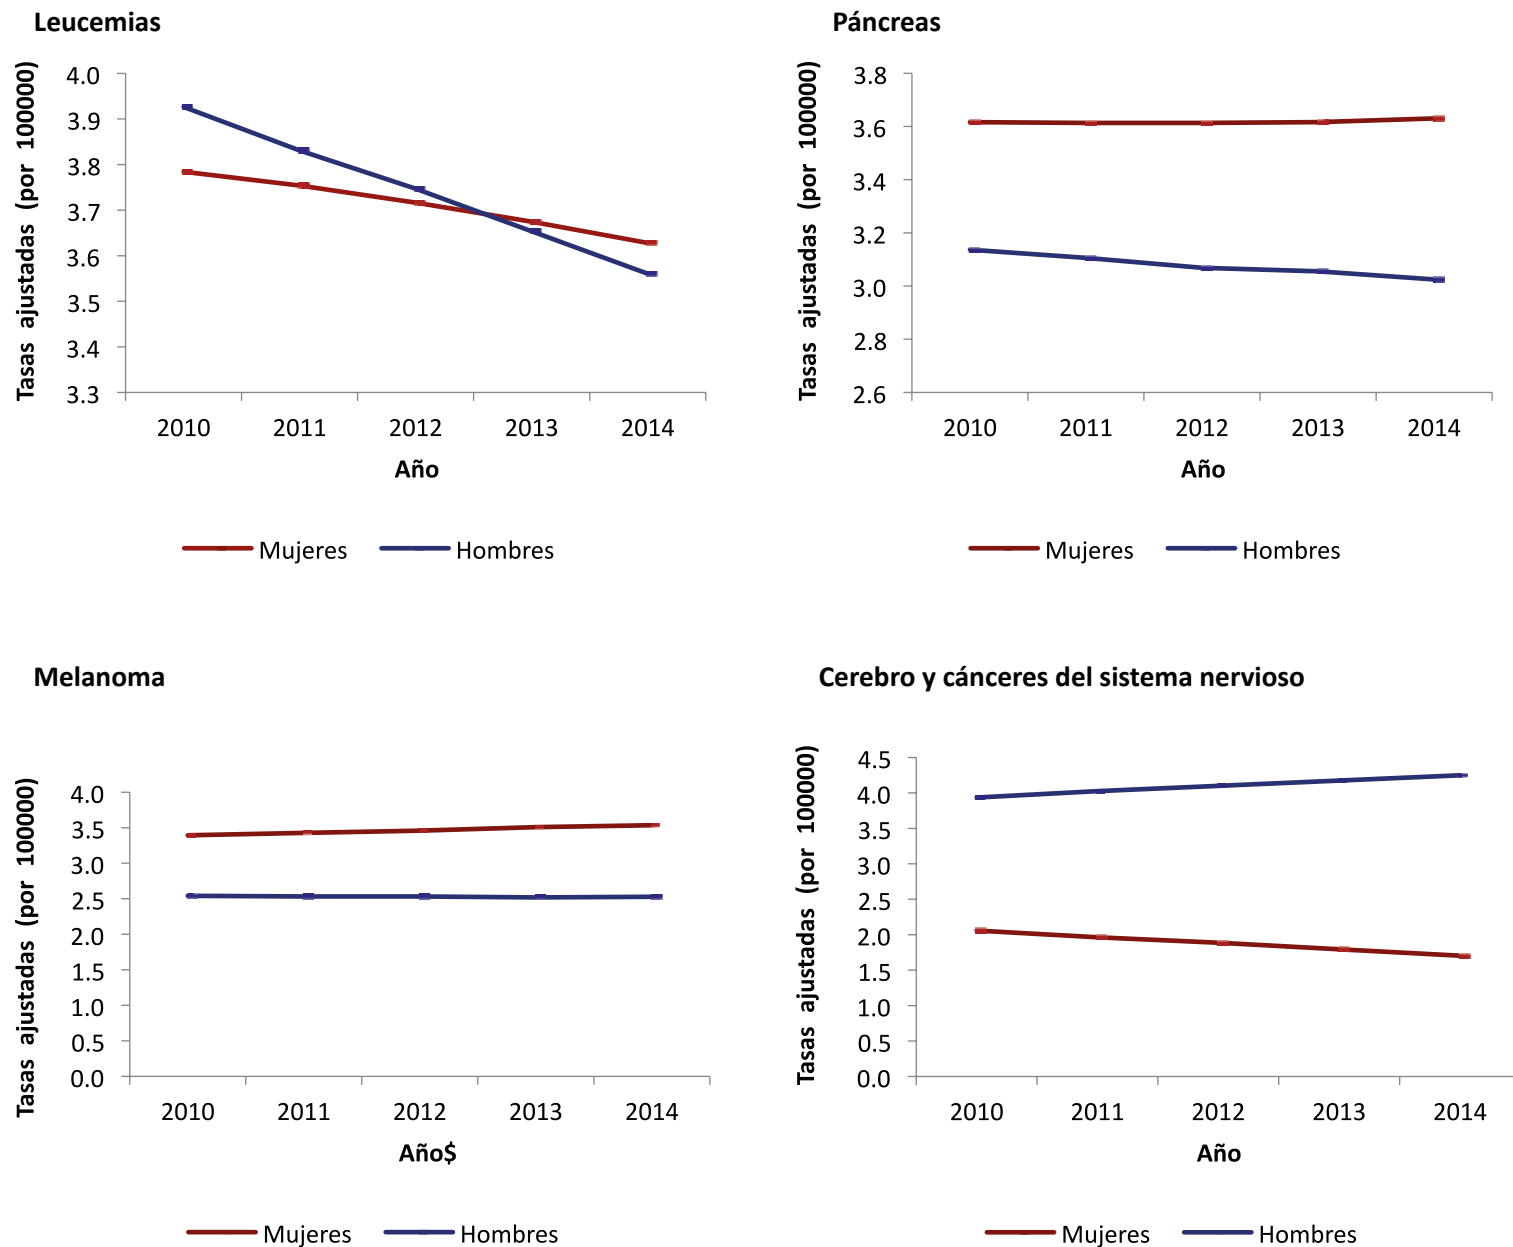 Leucemias
Tasas ajustadas (por 100000)
4.0
3.9
3.8
3.7
3.6
3.5
3.4
3.3
2010 2011 2012 2013 2014
Año
Mujeres Hombres
Páncreas
Tasas ajustadas (por 100000)
3.8
3.6
3.4
3.2
3.0
2.8
2.6
2010 2011 2012 2013 2014
Año
Mujeres Hombres
Melanoma
Tasas ajustadas (por 100000)
4.0
3.5
3.0
2.5
2.0
1.5
1.0
0.5
0.0
2010 2011 2012 2013 2014
Año$
Mujeres Hombres
Cerebro y cánceres del sistema nervioso
Tasas ajustadas (por 100000)
4.5
4.0
3.5
3.0
2.5
2.0
1.5
1.0
0.5
0.0
2010 2011 2012 2013 2014
Año
Mujeres Hombres